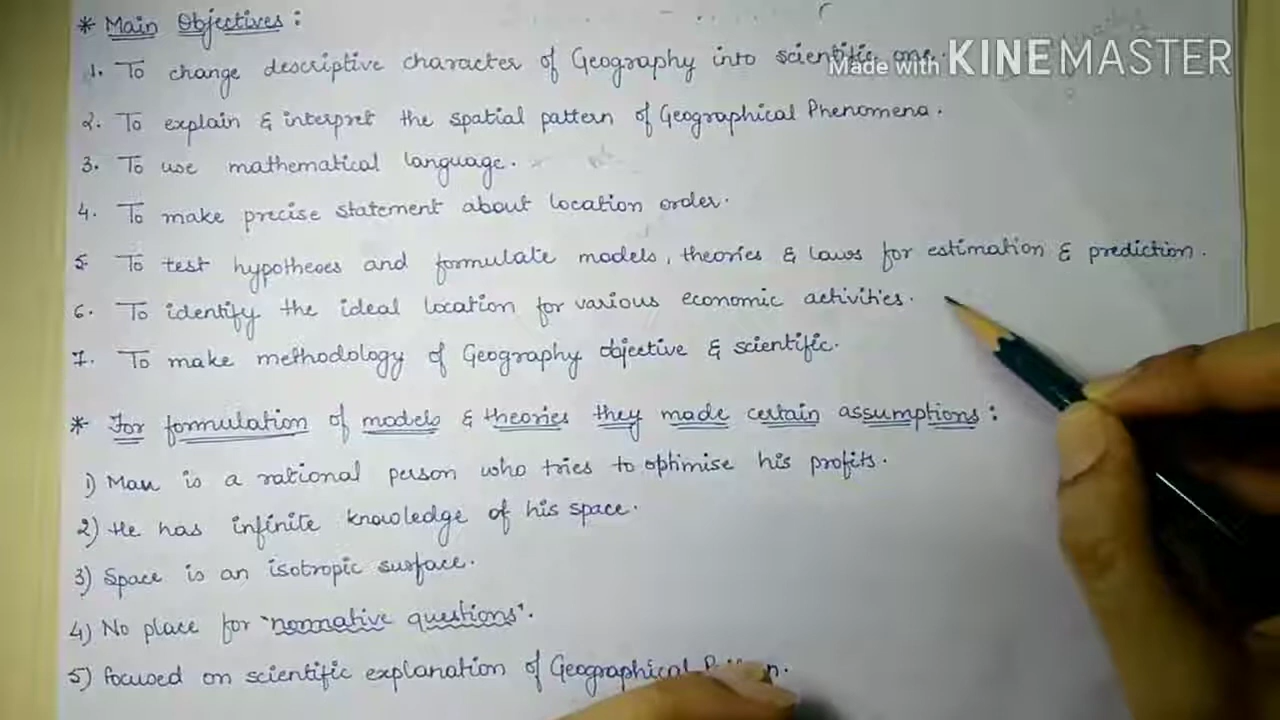 * Main Objectives:
1. To change descriptive character of Geography into scientific one.
Made with KINEMASTER
2. To explain & interpret the spatial pattern of Geographical Phenomena.
3. To use mathematical language.
4. To make precise statement about location order.
5. To test hypotheses and formulate models, theories & laws for estimation & prediction.
6. To identify the ideal location for various economic activities.
7. To make methodology of Geography objective & scientific.
* For formulation of models & theories they made certain assumptions:
1) Man is a rational person who tries to optimise his profits.
2) He has infinite knowledge of his space.
3) Space is an isotropic surface.
4) No place for "normative questions".
5) focused on scientific explanation of Geographical